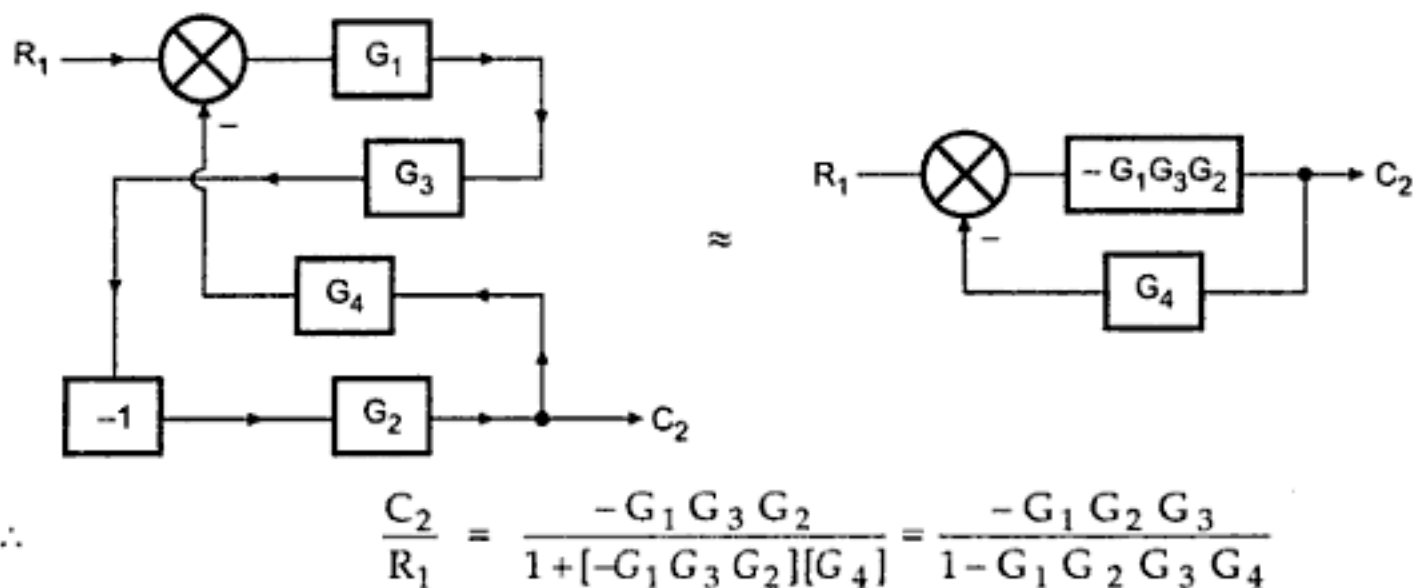 R₁ G₁
G₃
R₁ – G₁G₃G₂ C₂
≈
G₄ G₄
–1 G₂ C₂
–
–
∴ C₂/R₁ = – G₁ G₃ G₂ / 1+[–G₁ G₃ G₂][G₄] = – G₁ G₂ G₃ / 1– G₁ G₂ G₃ G₄